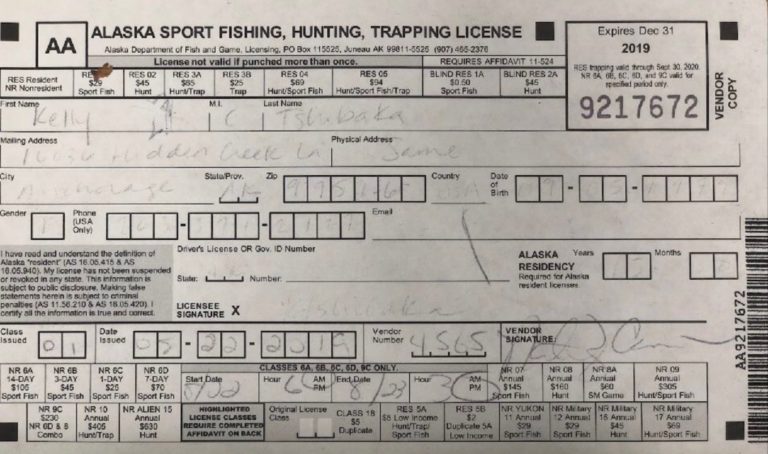 AA ALASKA SPORT FISHING, HUNTING, TRAPPING LICENSE
Alaska Department of Fish and Game, Licensing, PO Box 115525, Juneau AK 99811-5525 (907) 465-2376
License not valid if punched more than once. REQUIRES AFFIDAVIT 11-524
Expires Dec 31
2019
RES trapping valid through Sept 30, 2020.
NR 6A, 6B, 6C, 6D, and 9C valid for
specified period only.
9217672
VENDOR COPY
RES Resident
NR Nonresident
$29 Sport Fish
RES 02 $45 Hunt
RES 3A $65 Hunt/Trap
RES 3B $25 Trap
RES 04 $69 Hunt/Sport Fish
RES 05 $94 Hunt/Sport Fish/Trap
BLIND RES 1A $0.50 Sport Fish
BLIND RES 2A $45 Hunt
First Name M.I. Last Name
Kelly C Tshibaka
Mailing Address Physical Address
Hidden Creek Ln Same
City State/Prov. Zip Country Date of Birth
Anchorage AK
Gender Phone (USA Only) Email
I have read and understand the definition of
Alaska "resident" (AS 16.05.415 & AS
16.05.940). My license has not been suspended
or revoked in any state. This information is
subject to public disclosure. Making false
statements herein is subject to criminal
penalties (AS 11.56.210 & AS 16.05.420). I
certify all the information is true and correct.
Driver's License OR Gov. ID Number
State: Number:
ALASKA RESIDENCY
Required for Alaska resident licenses
Years Months
LICENSEE SIGNATURE X
Class Issued 01 Date Issued 05-22-2019 Vendor Number 4565 VENDOR SIGNATURE:
AA9217672
NR 6A 14-DAY $105 Sport Fish
NR 6B 3-DAY $45 Sport Fish
NR 6C 1-DAY $25 Sport Fish
NR 6D 7-DAY $70 Sport Fish
CLASSES 6A, 6B, 6C, 6D, 9C ONLY.
Start Date Hour AM PM End Date Hour AM PM
NR 07 Annual $145 Sport Fish
NR 08 Annual $160 Hunt
NR 8A Annual $60 SM Game
NR 09 Annual $305 Hunt/Sport Fish
NR 9C $230 NR 6D & 8 Combo
NR 10 Annual $405 Hunt/Trap
NR ALIEN 15 Annual $630 Hunt
HIGHLIGHTED LICENSE CLASSES REQUIRE COMPLETED AFFIDAVIT ON BACK
Original License Class
CLASS 18 $5 Duplicate
RES 5A $5 Low Income Hunt/Trap/Sport Fish
RES 5B $2 Duplicate 5A Low Income
NR YUKON 11 Annual $29 Sport Fish
NR Military 12 Annual $29 Sport Fish
NR Military 16 Annual $45 Hunt
NR Military 17 Annual $69 Hunt/Sport Fish